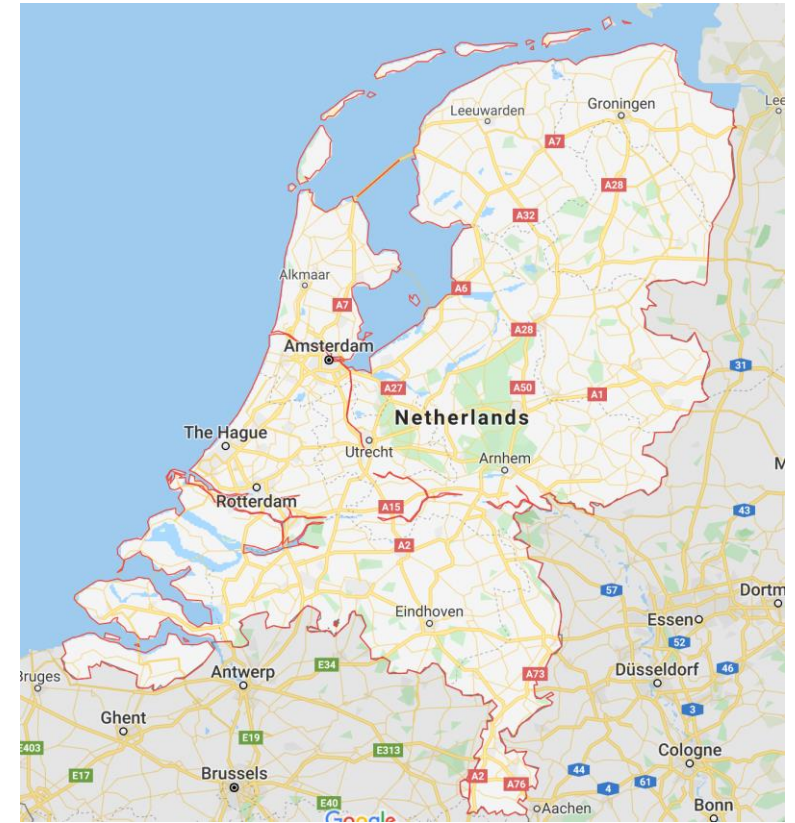 Leeuwarden
Groningen
Lee
A7
A28
A32
Alkmaar
A6
A7
A28
Amsterdam
31
A27
A50
A1
Netherlands
The Hague
Utrecht
Arnhem
M
Rotterdam
A15
43
A2
57
Dortm
Eindhoven
Essen
52
E34
Antwerp
A73
Düsseldorf
46
Bruges
3
Ghent
E19
E403
E313
Cologne
E17
Brussels
A2
A76
44
61
4
E40
Aachen
Bonn
Google